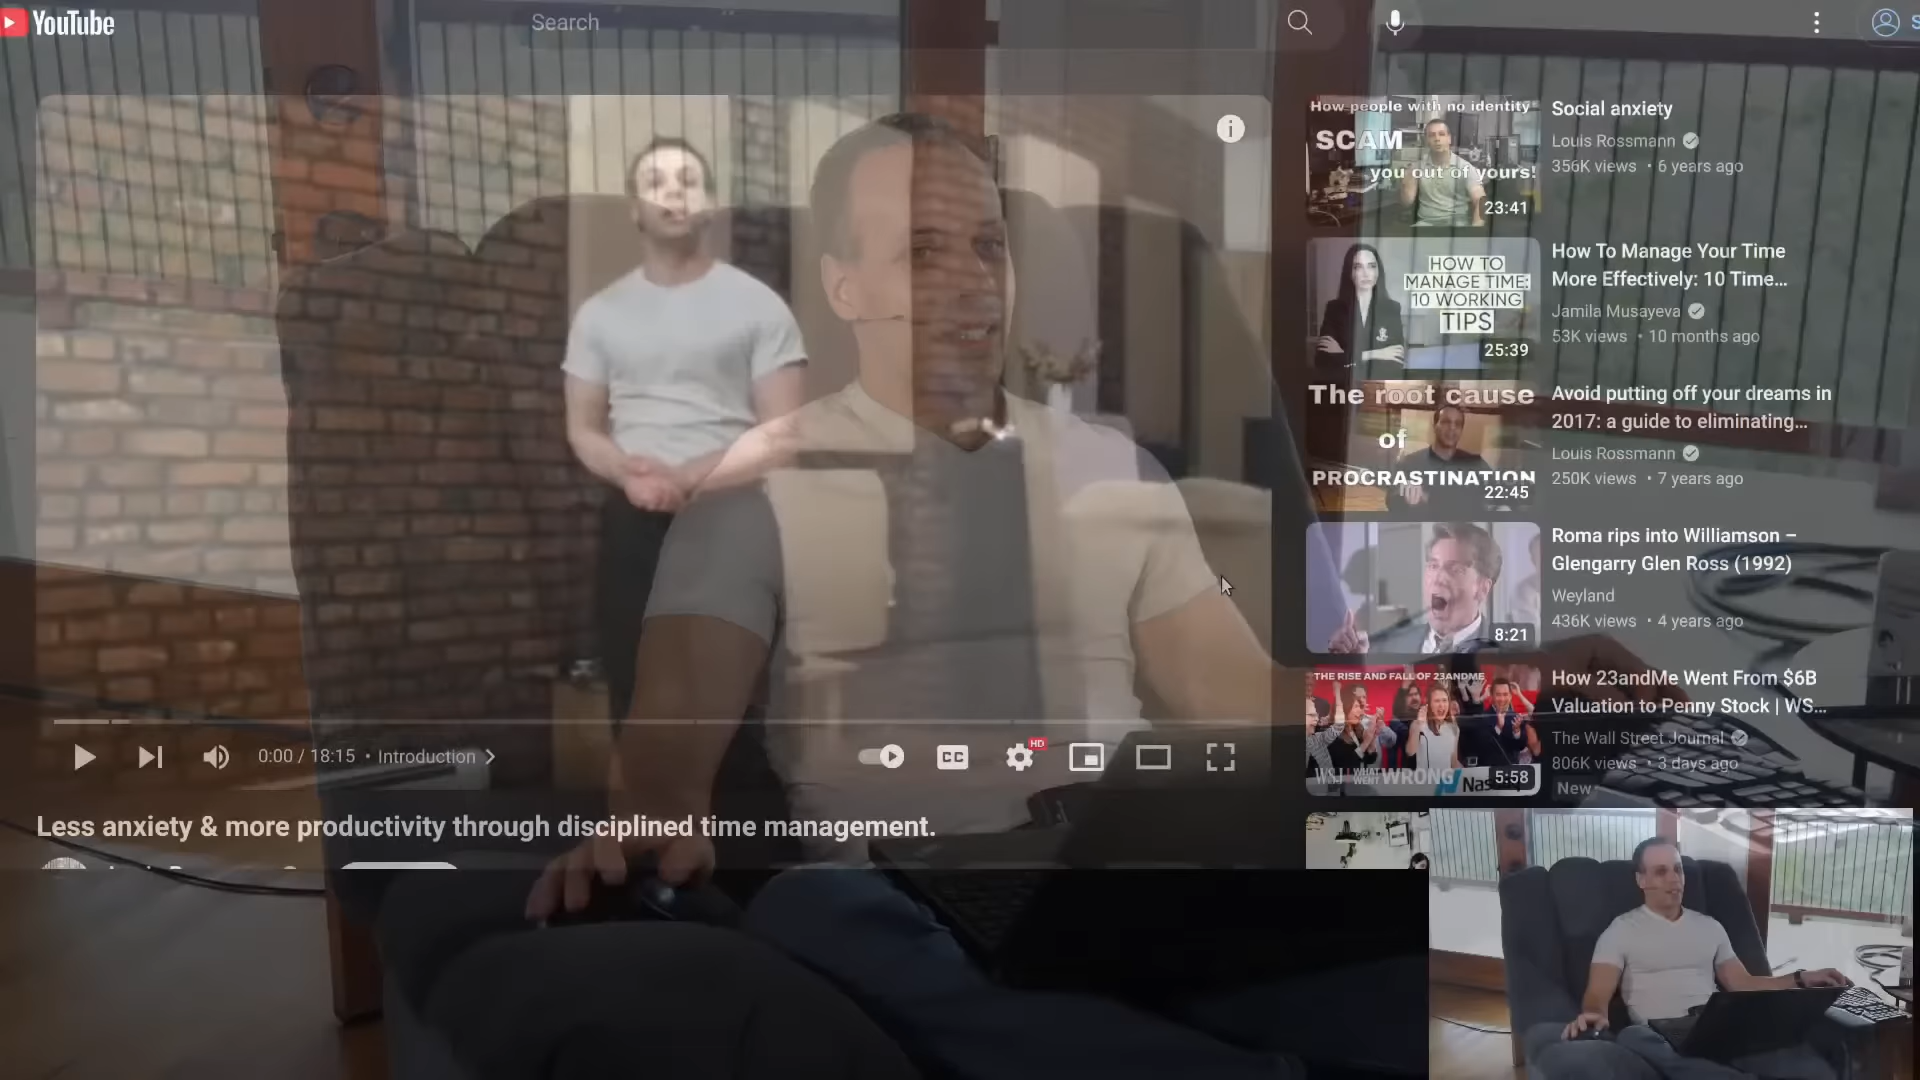 YouTube
Search
How people with no identity
SCAM
you out of yours!
23:41
Social anxiety
Louis Rossmann
356K views • 6 years ago
HOW TO
MANAGE TIME:
10 WORKING
TIPS
25:39
How To Manage Your Time
More Effectively: 10 Time...
Jamila Musayeva
53K views • 10 months ago
The root cause
of
PROCRASTINATION
22:45
Avoid putting off your dreams in
2017: a guide to eliminating...
Louis Rossmann
250K views • 7 years ago
8:21
Roma rips into Williamson –
Glengarry Glen Ross (1992)
Weyland
436K views • 4 years ago
THE RISE AND FALL OF 23ANDME
WSJ WHAT WENT WRONG
Nasdaq
5:58
How 23andMe Went From $6B
Valuation to Penny Stock | WS...
The Wall Street Journal
806K views • 3 days ago
New
0:00 / 18:15 • Introduction
CC
HD
Less anxiety & more productivity through disciplined time management.